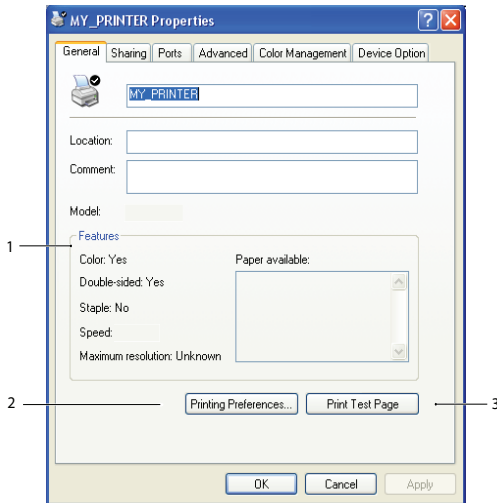 MY_PRINTER Properties
General Sharing Ports Advanced Color Management Device Option
MY_PRINTER
Location:
Comment:
Model:
1
Features
Color: Yes
Paper available:
Double-sided: Yes
Staple: No
Speed:
Maximum resolution: Unknown
2
Printing Preferences...
Print Test Page
3
OK
Cancel
Apply